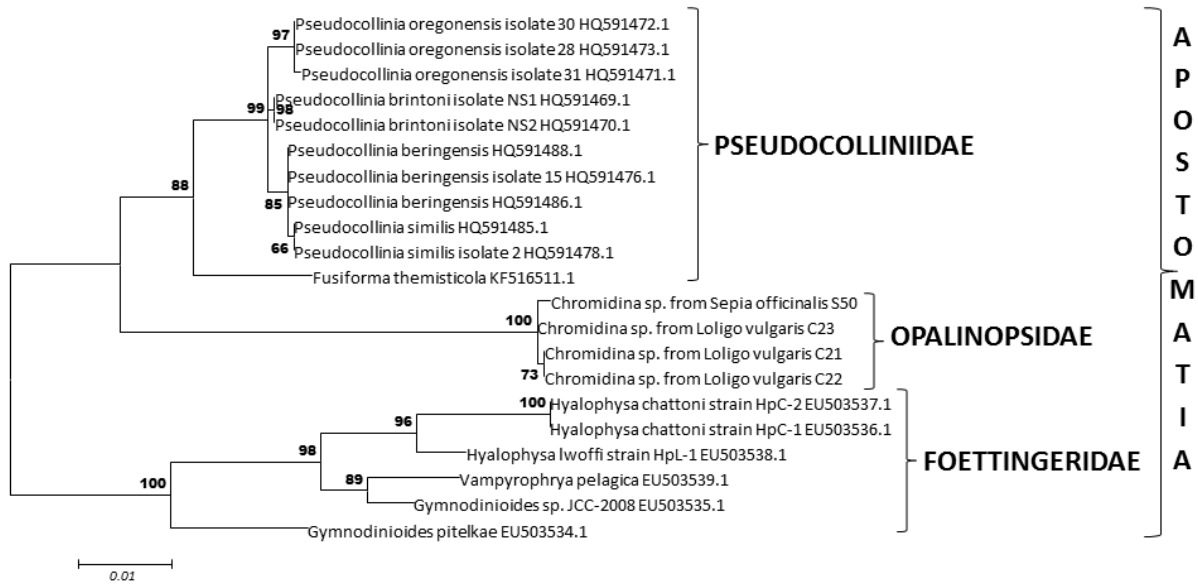 Pseudocollinia oregonensis isolate 30 HQ591472.1
97
Pseudocollinia oregonensis isolate 28 HQ591473.1
Pseudocollinia oregonensis isolate 31 HQ591471.1
99 98 Pseudocollinia brintoni isolate NS1 HQ591469.1
Pseudocollinia brintoni isolate NS2 HQ591470.1
PSEUDOCOLLINIIDAE
Pseudocollinia beringensis HQ591488.1
Pseudocollinia beringensis isolate 15 HQ591476.1
88
85 Pseudocollinia beringensis HQ591486.1
Pseudocollinia similis HQ591485.1
66 Pseudocollinia similis isolate 2 HQ591478.1
Fusiforma themisticola KF516511.1
Chromidina sp. from Sepia officinalis S50
100 Chromidina sp. from Loligo vulgaris C23
OPALINOPSIDAE
Chromidina sp. from Loligo vulgaris C21
73 Chromidina sp. from Loligo vulgaris C22
100 Hyalophysa chattoni strain HpC-2 EU503537.1
96
Hyalophysa chattoni strain HpC-1 EU503536.1
98
Hyalophysa lwoffi strain HpL-1 EU503538.1
FOETTINGERIDAE
100
89 Vampyrophrya pelagica EU503539.1
Gymnodinioides sp. JCC-2008 EU503535.1
Gymnodinioides pitelkae EU503534.1
0.01
A
P
O
S
T
O
M
A
T
I
A